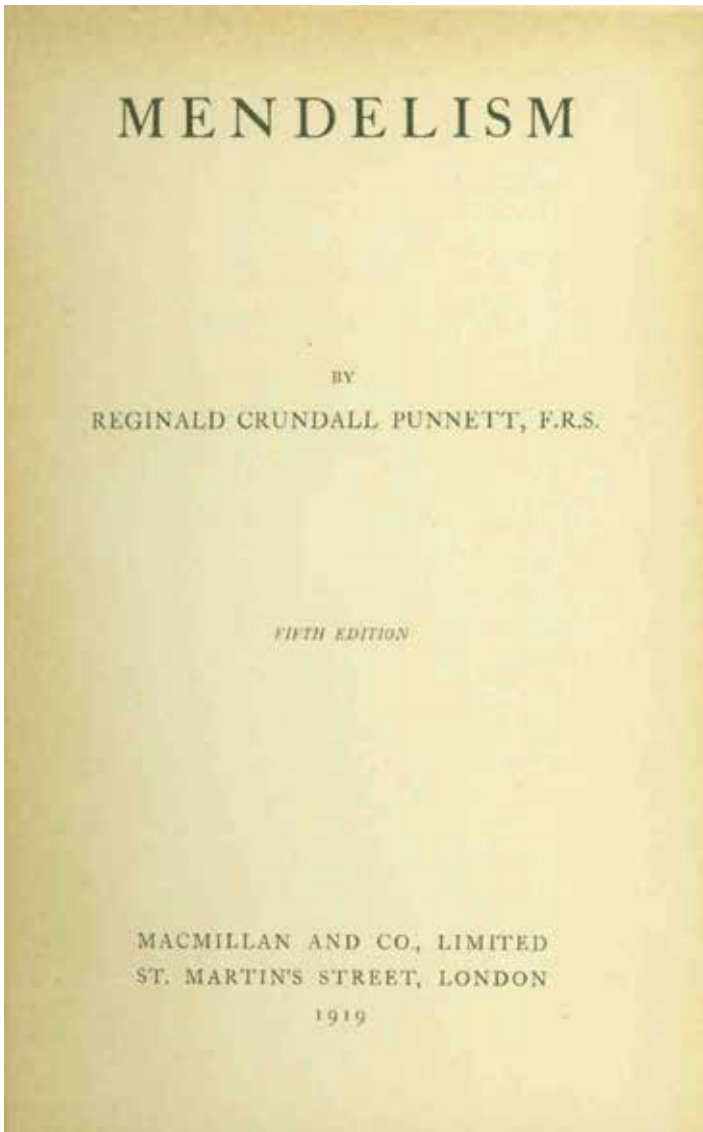 MENDELISM
BY
REGINALD CRUNDALL PUNNETT, F.R.S.
FIFTH EDITION
MACMILLAN AND CO., LIMITED
ST. MARTIN'S STREET, LONDON
1919